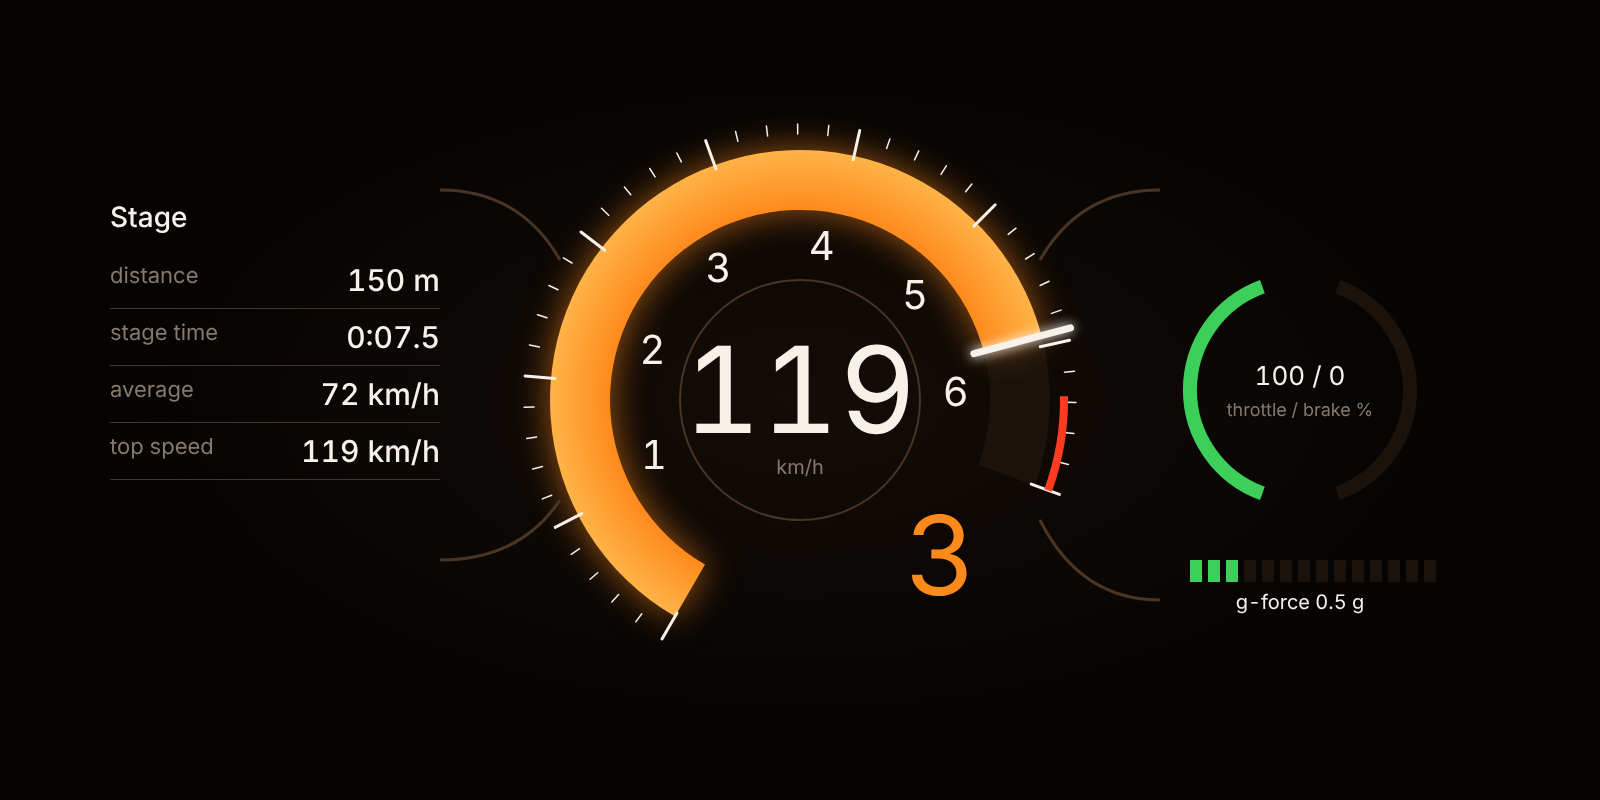 Stage
distance 150 m
stage time 0:07.5
average 72 km/h
top speed 119 km/h
1
2
3
4
5
6
119
km/h
3
100 / 0
throttle / brake %
g-force 0.5 g